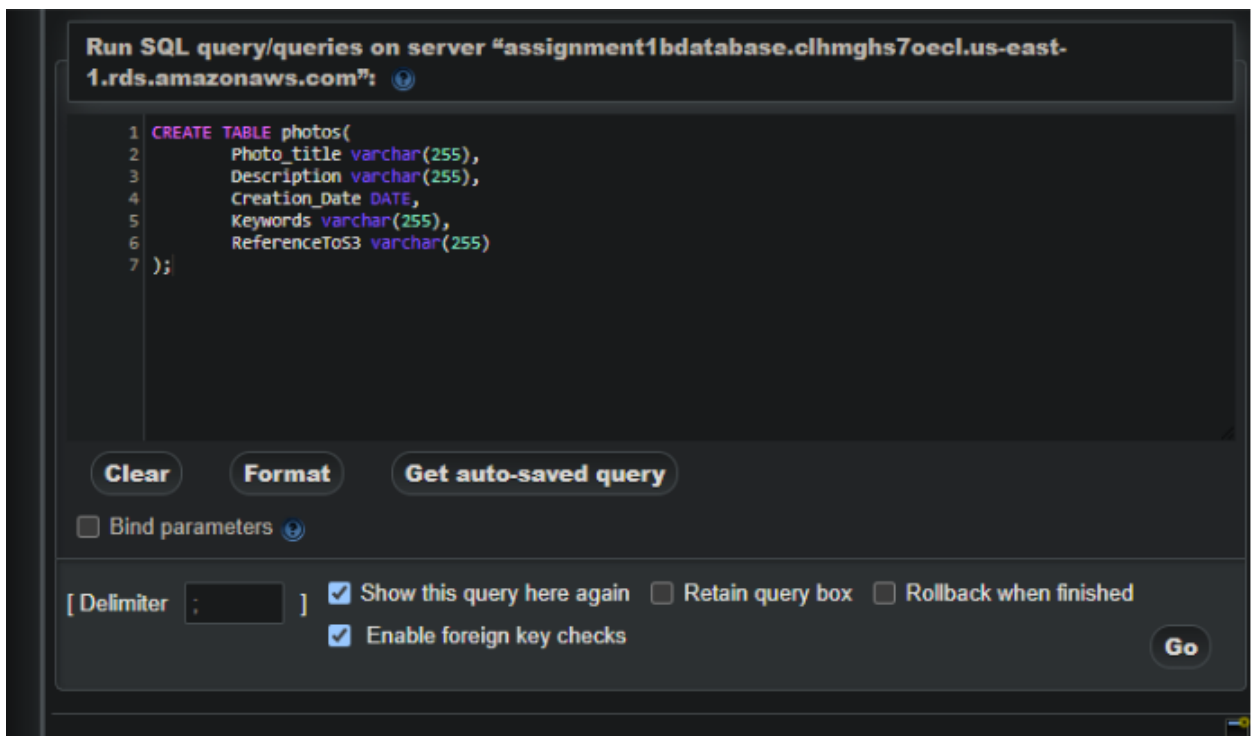 Run SQL query/queries on server “assignment1bdatabase.clhmghs7oecl.us-east-
1.rds.amazonaws.com”:
1 CREATE TABLE photos(
2 Photo_title varchar(255),
3 Description varchar(255),
4 Creation_Date DATE,
5 Keywords varchar(255),
6 ReferenceToS3 varchar(255)
7 );
Clear Format Get auto-saved query
Bind parameters
[ Delimiter ; ] Show this query here again Retain query box Rollback when finished
Enable foreign key checks
Go